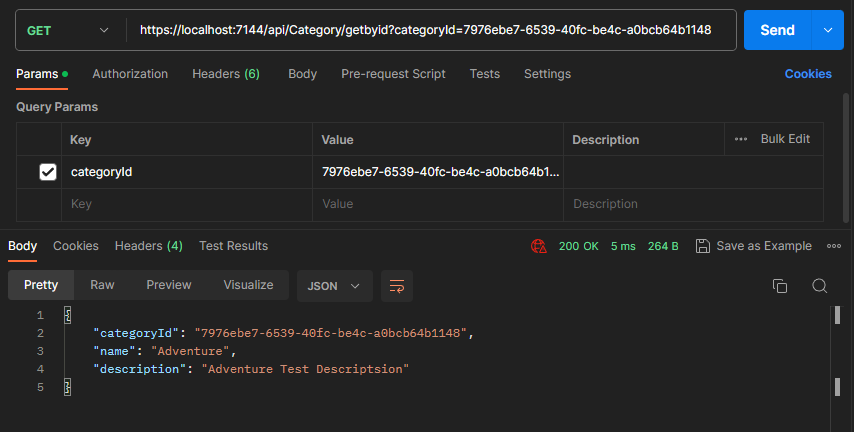 GET https://localhost:7144/api/Category/getbyid?categoryId=7976ebe7-6539-40fc-be4c-a0bcb64b1148 Send
Params Authorization Headers (6) Body Pre-request Script Tests Settings Cookies
Query Params
Key Value Description ••• Bulk Edit
categoryId 7976ebe7-6539-40fc-be4c-a0bcb64b1...
Key Value Description
Body Cookies Headers (4) Test Results 200 OK 5 ms 264 B Save as Example
Pretty Raw Preview Visualize JSON
1 {
2 "categoryId": "7976ebe7-6539-40fc-be4c-a0bcb64b1148",
3 "name": "Adventure",
4 "description": "Adventure Test Descriptsion"
5 }